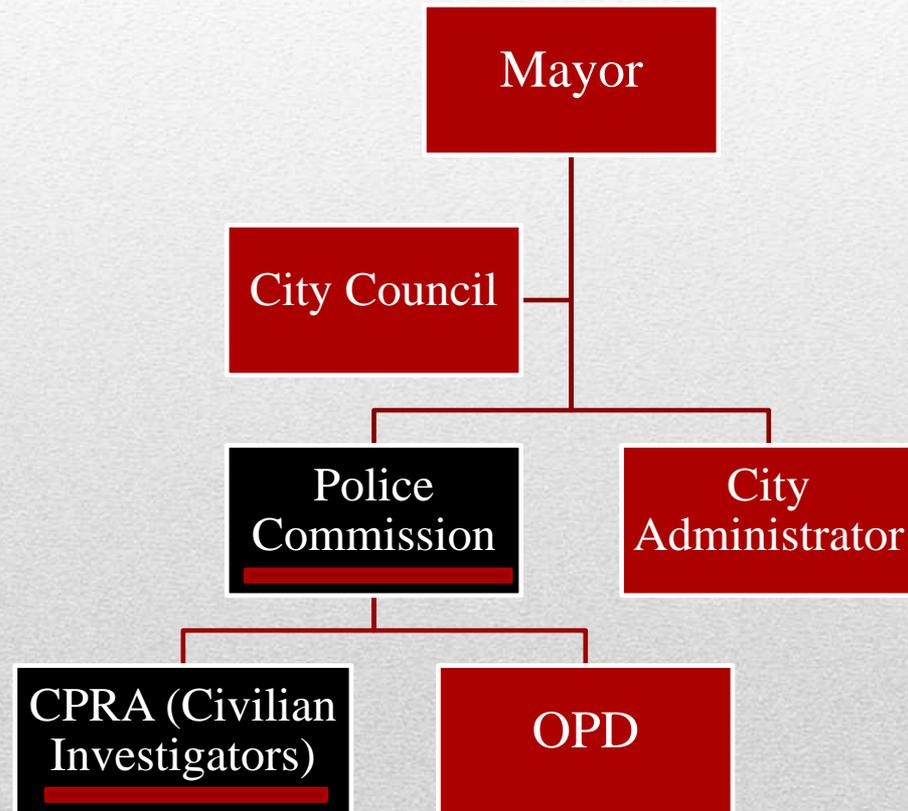 Mayor
City Council
Police
Commission
City
Administrator
CPRA (Civilian
Investigators)
OPD